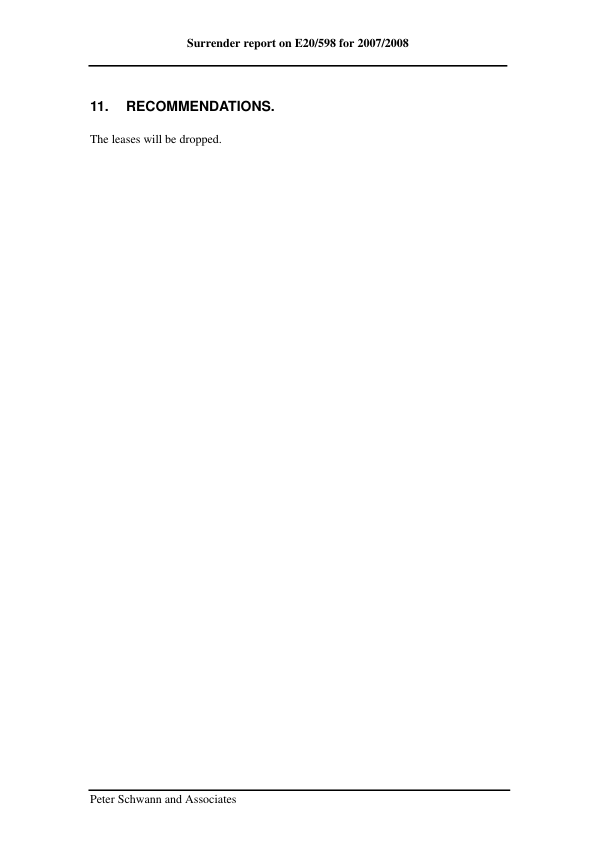 Surrender report on E20/598 for 2007/2008
11. RECOMMENDATIONS.
The leases will be dropped.
Peter Schwann and Associates